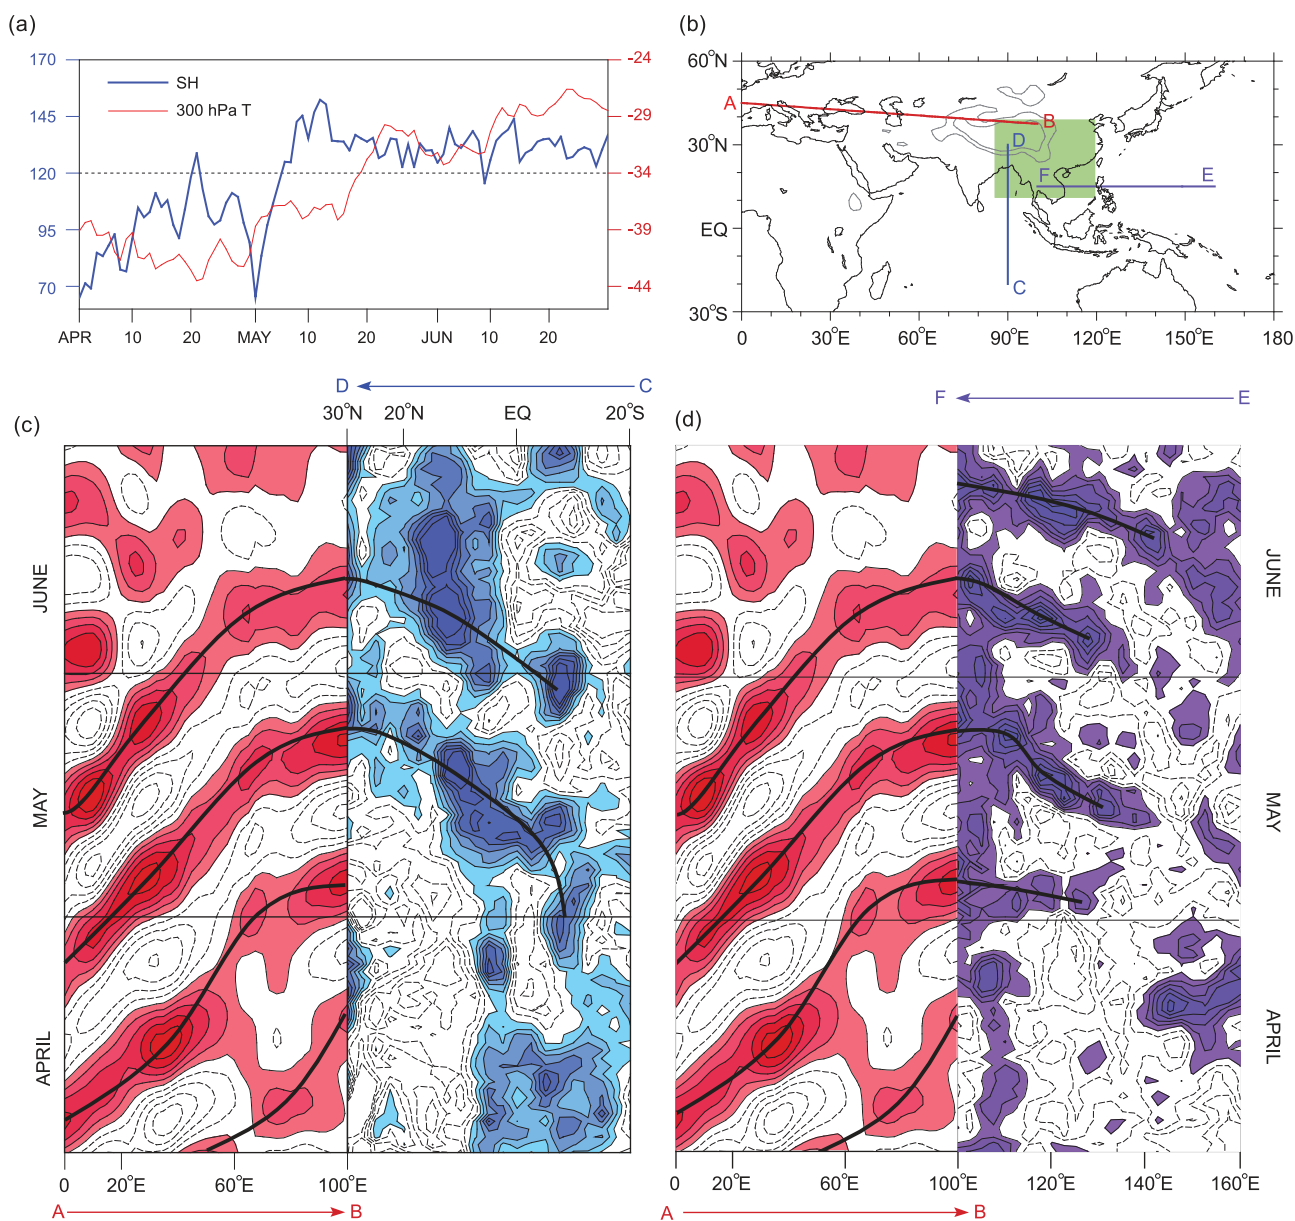 (a)
170
145
120
95
70
SH
300 hPa T
-24
-29
-34
-39
-44
APR 10 20 MAY 10 20 JUN 10 20
(b)
60°N
30°N
EQ
30°S
A
B
D
F
E
C
0 30°E 60°E 90°E 120°E 150°E 180
D C
30°N 20°N EQ 20°S
(c)
JUNE
MAY
APRIL
0 20°E 60°E 100°E
A B
F E
(d)
JUNE
MAY
APRIL
0 20°E 60°E 100°E 120°E 140°E 160°E
A B